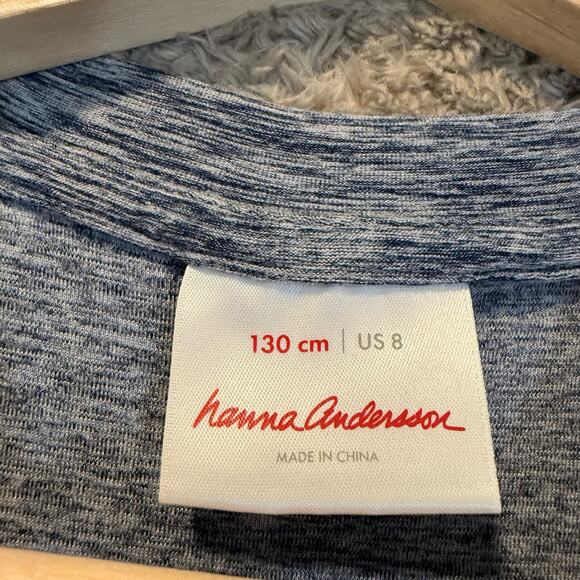 130 cm | US 8
hanna Andersson
MADE IN CHINA